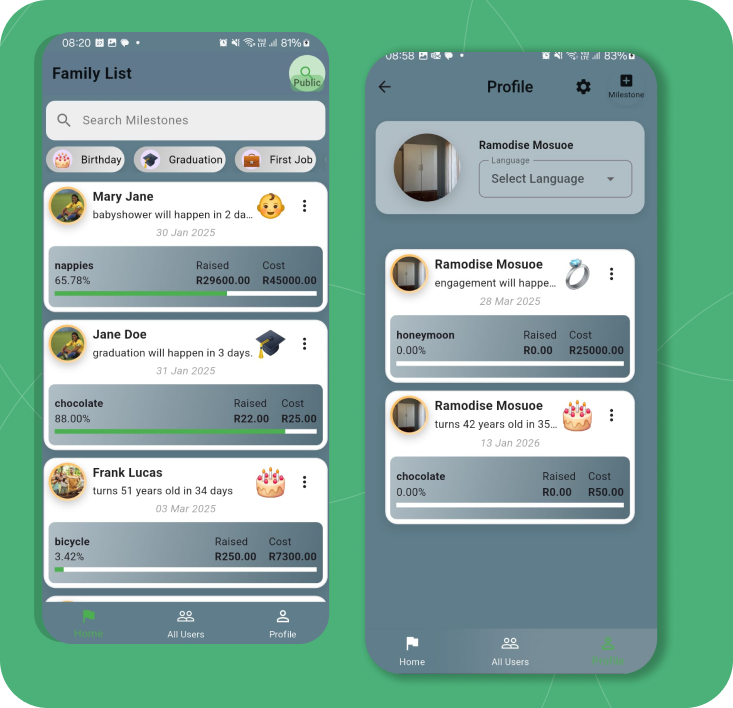 08:20
81%
Family List
Public
Search Milestones
Birthday
Graduation
First Job
Mary Jane
babyshower will happen in 2 da...
30 Jan 2025
nappies Raised Cost
65.78% R29600.00 R45000.00
Jane Doe
graduation will happen in 3 days.
31 Jan 2025
chocolate Raised Cost
88.00% R22.00 R25.00
Frank Lucas
turns 51 years old in 34 days
03 Mar 2025
bicycle Raised Cost
3.42% R250.00 R7300.00
Home All Users Profile
08:58
83%
Profile
Milestone
Ramodise Mosuoe
Language
Select Language
Ramodise Mosuoe
engagement will happe...
28 Mar 2025
honeymoon Raised Cost
0.00% R0.00 R25000.00
Ramodise Mosuoe
turns 42 years old in 35...
13 Jan 2026
chocolate Raised Cost
0.00% R0.00 R50.00
Home All Users Profile